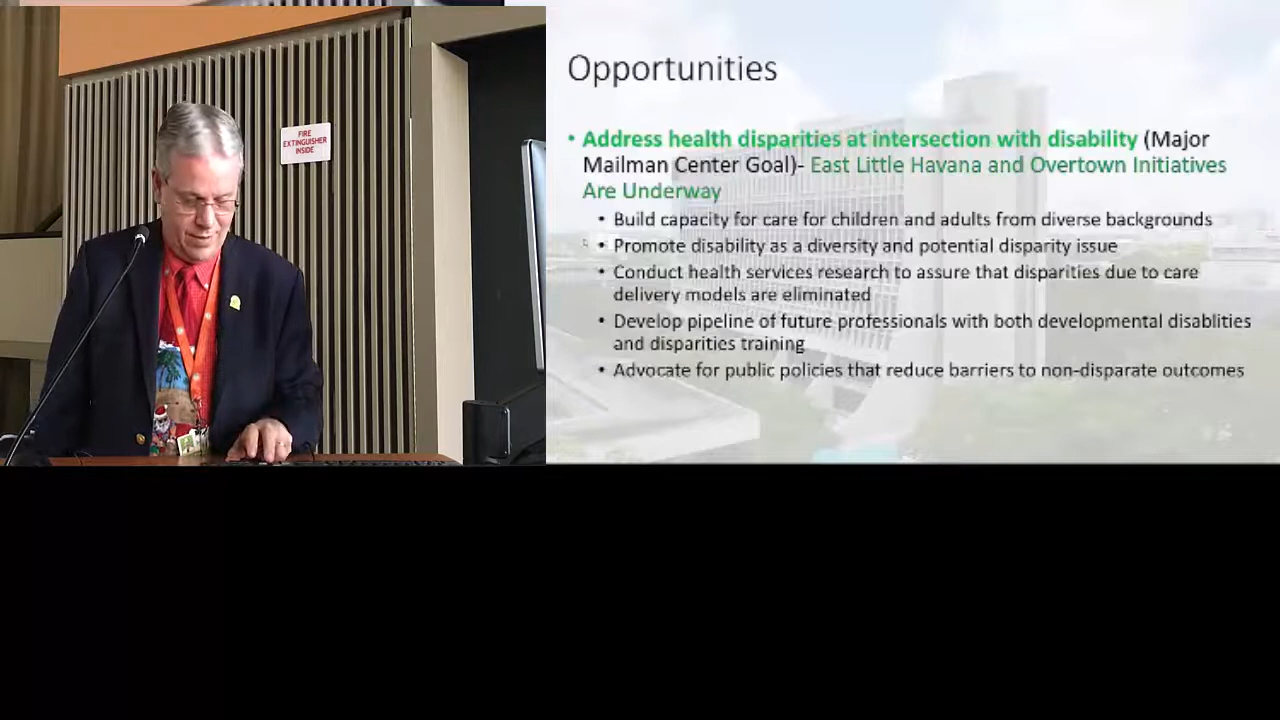 FIRE
EXTINGUISHER
INSIDE
Opportunities
• Address health disparities at intersection with disability (Major
Mailman Center Goal)- East Little Havana and Overtown Initiatives
Are Underway
• Build capacity for care for children and adults from diverse backgrounds
• Promote disability as a diversity and potential disparity issue
• Conduct health services research to assure that disparities due to care
delivery models are eliminated
• Develop pipeline of future professionals with both developmental disablities
and disparities training
• Advocate for public policies that reduce barriers to non-disparate outcomes